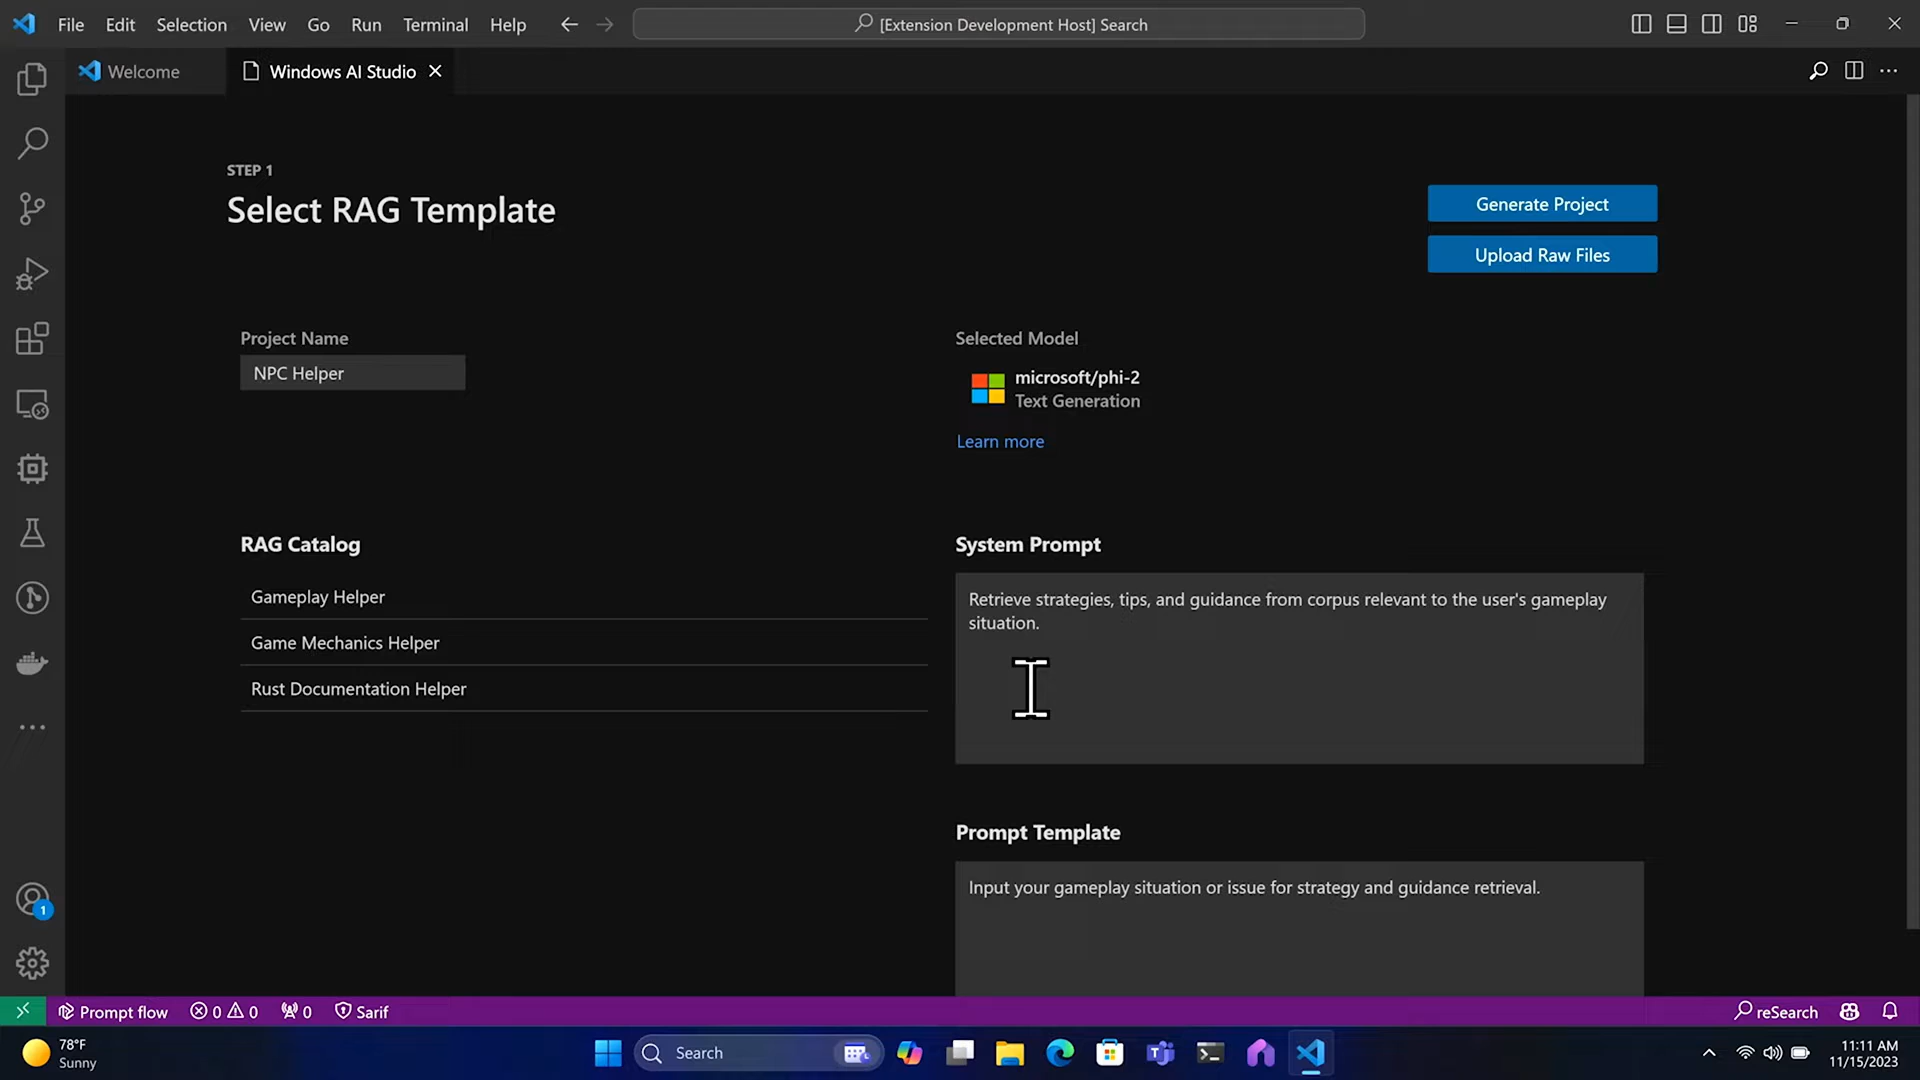 File Edit Selection View Go Run Terminal Help
[Extension Development Host] Search
Welcome
Windows AI Studio
STEP 1
Select RAG Template
Generate Project
Upload Raw Files
Project Name
NPC Helper
Selected Model
microsoft/phi-2
Text Generation
Learn more
RAG Catalog
Gameplay Helper
Game Mechanics Helper
Rust Documentation Helper
System Prompt
Retrieve strategies, tips, and guidance from corpus relevant to the user's gameplay
situation.
Prompt Template
Input your gameplay situation or issue for strategy and guidance retrieval.
1
Prompt flow 0 0 0 Sarif
reSearch
78°F
Sunny
Search
11:11 AM
11/15/2023